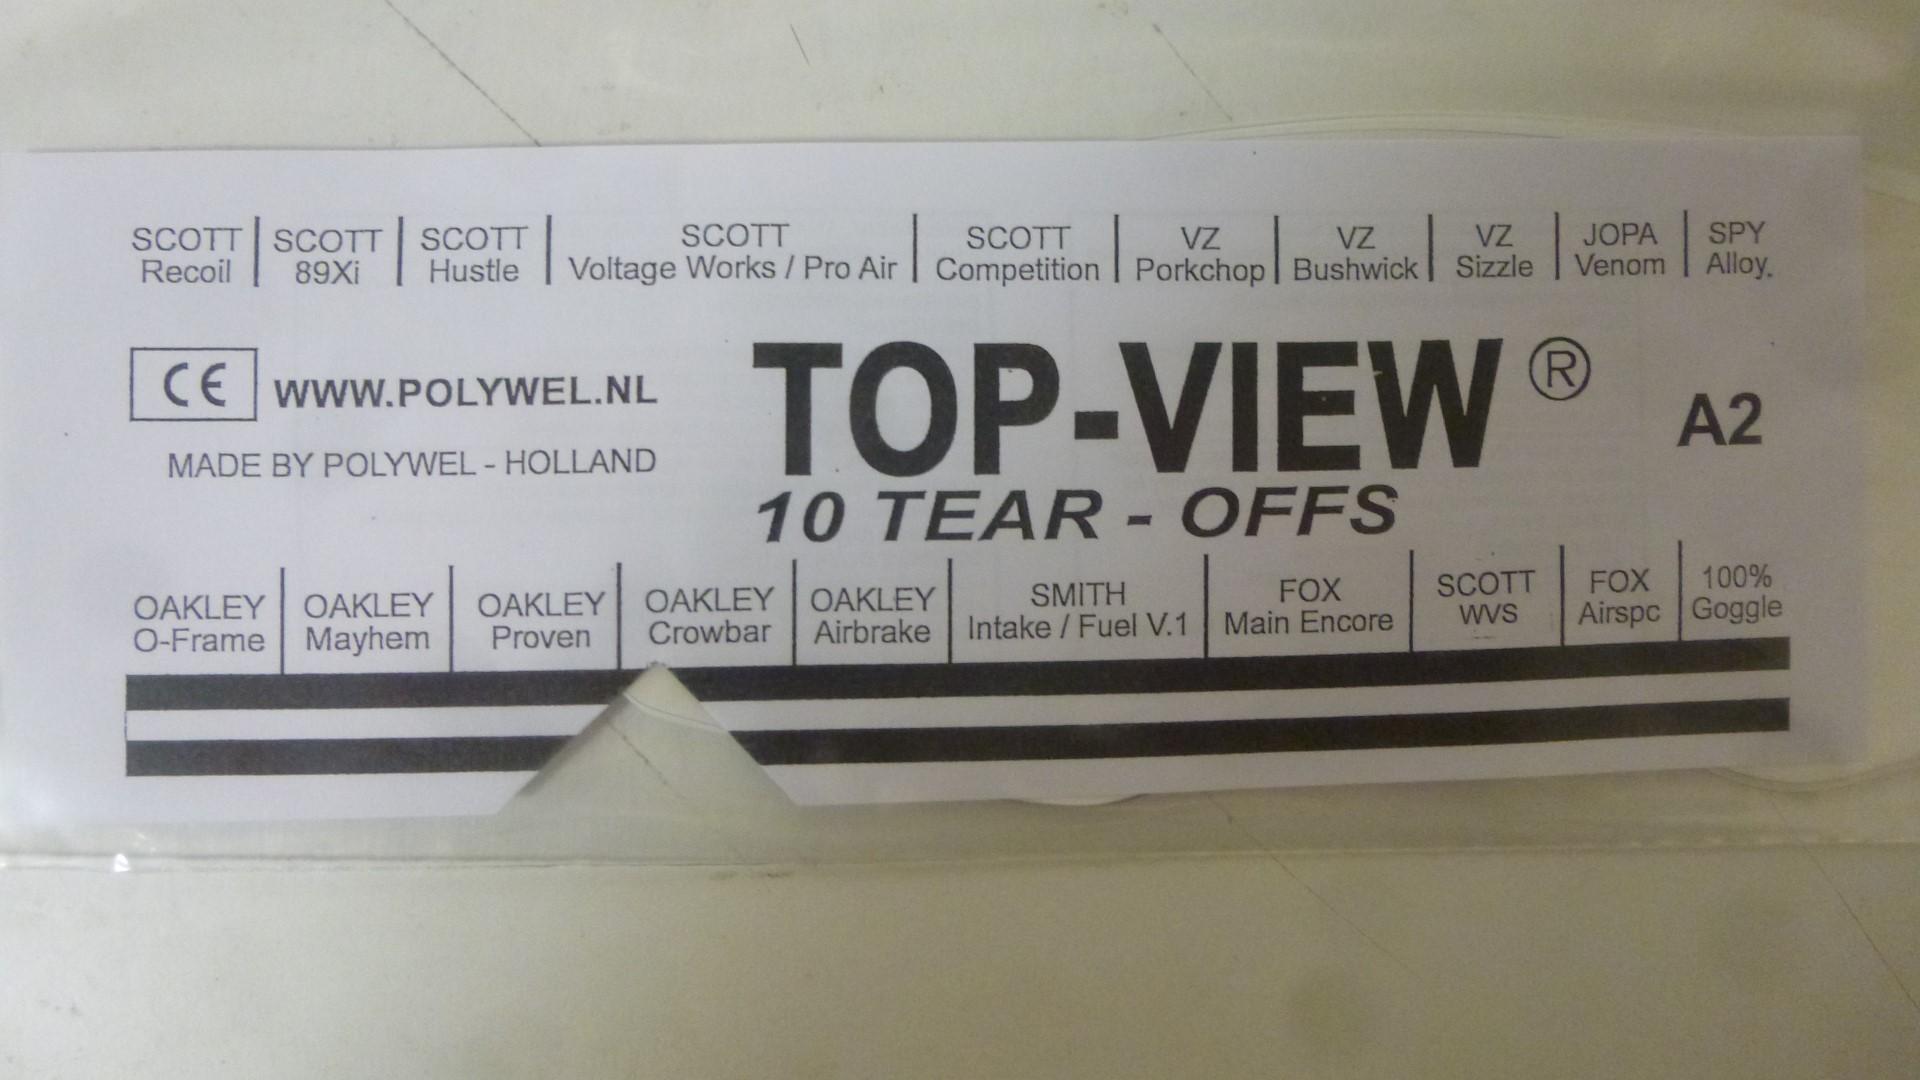 SCOTT Recoil | SCOTT 89Xi | SCOTT Hustle | SCOTT Voltage Works / Pro Air | SCOTT Competition | VZ Porkchop | VZ Bushwick | VZ Sizzle | JOPA Venom | SPY Alloy.
CE WWW.POLYWEL.NL
MADE BY POLYWEL - HOLLAND
TOP-VIEW ®
A2
10 TEAR - OFFS
OAKLEY O-Frame | OAKLEY Mayhem | OAKLEY Proven | OAKLEY Crowbar | OAKLEY Airbrake | SMITH Intake / Fuel V.1 | FOX Main Encore | SCOTT WVS | FOX Airspc | 100% Goggle